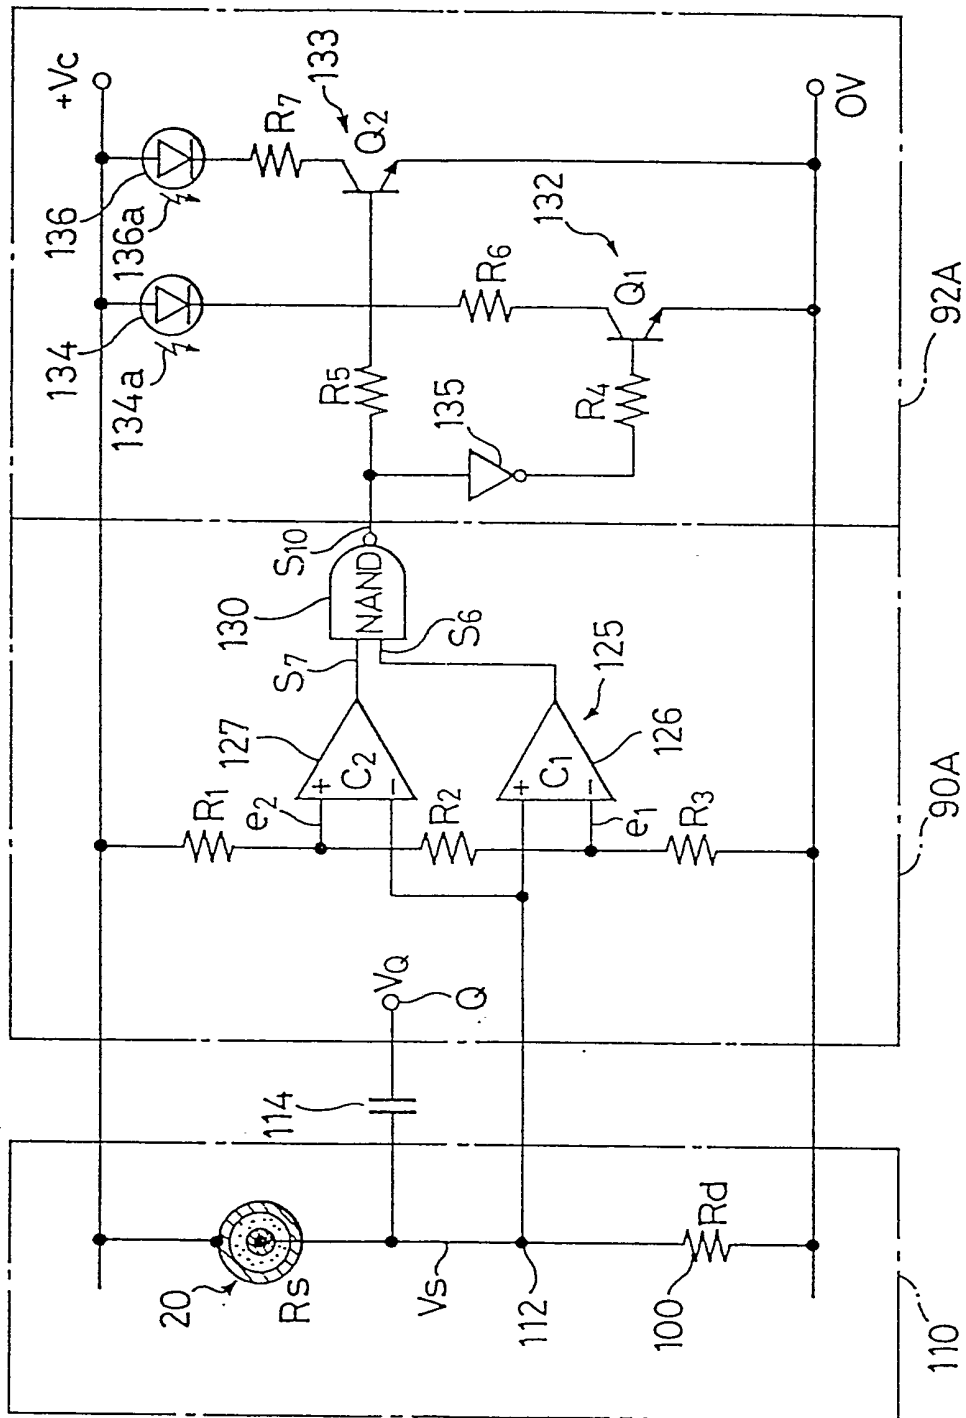 +Vc
136
136a
R7
Q2
133
134
134a
R6
Q1
132
0V
R5
135
R4
92A
S10
130
NAND
S7
S6
127
C2
+
-
125
C1
+
-
126
R1
e2
R2
e1
R3
90A
VQ
Q
114
20
Rs
Vs
112
100
Rd
110